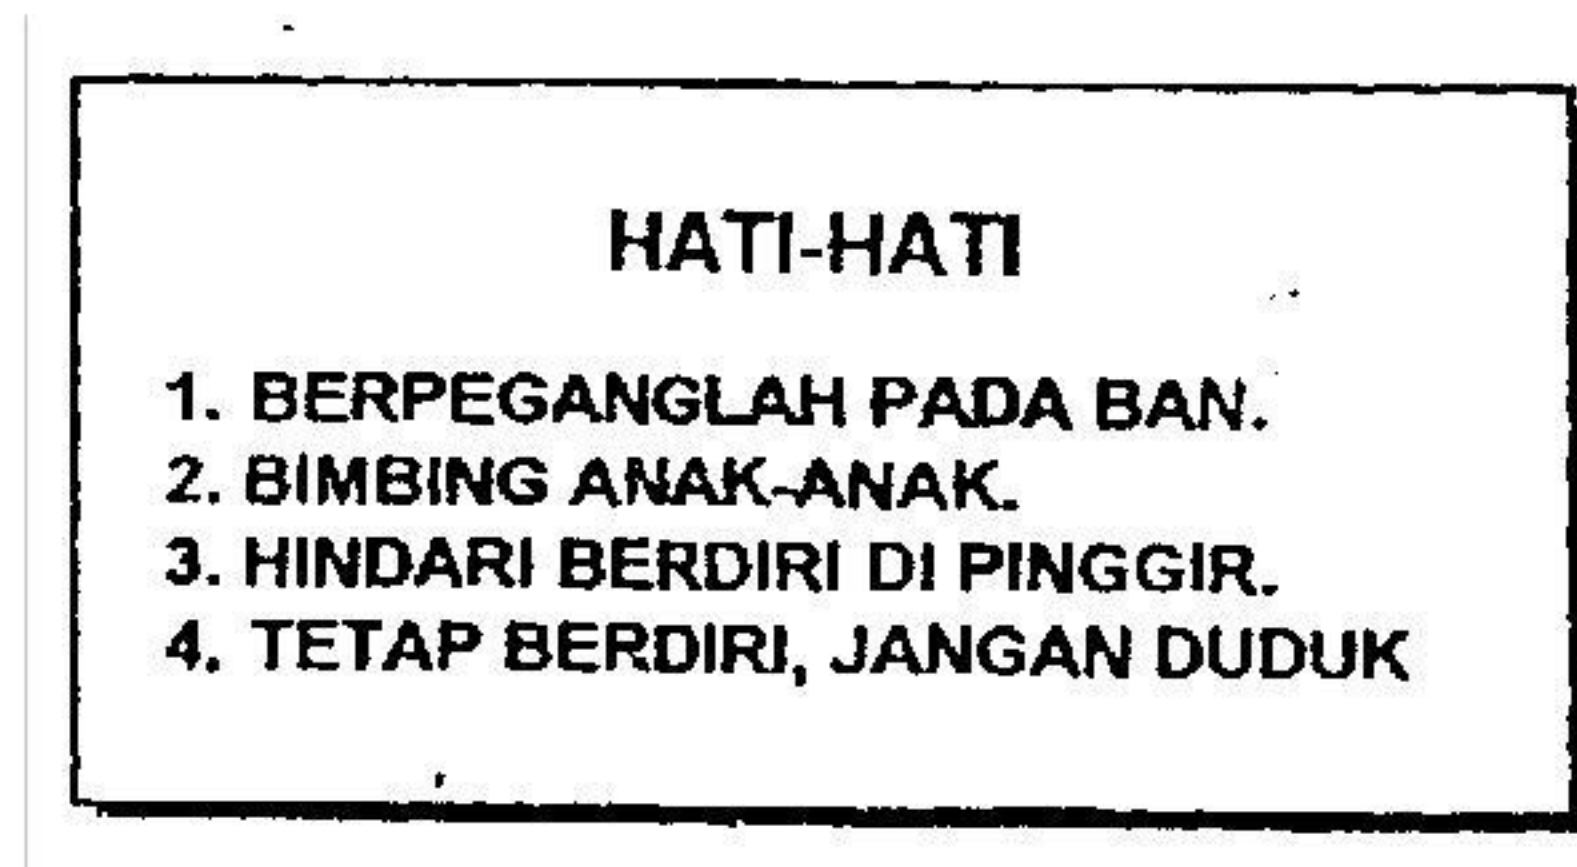 HATI-HATI
1. BERPEGANGLAH PADA BAN.
2. BIMBING ANAK-ANAK.
3. HINDARI BERDIRI DI PINGGIR.
4. TETAP BERDIRI, JANGAN DUDUK